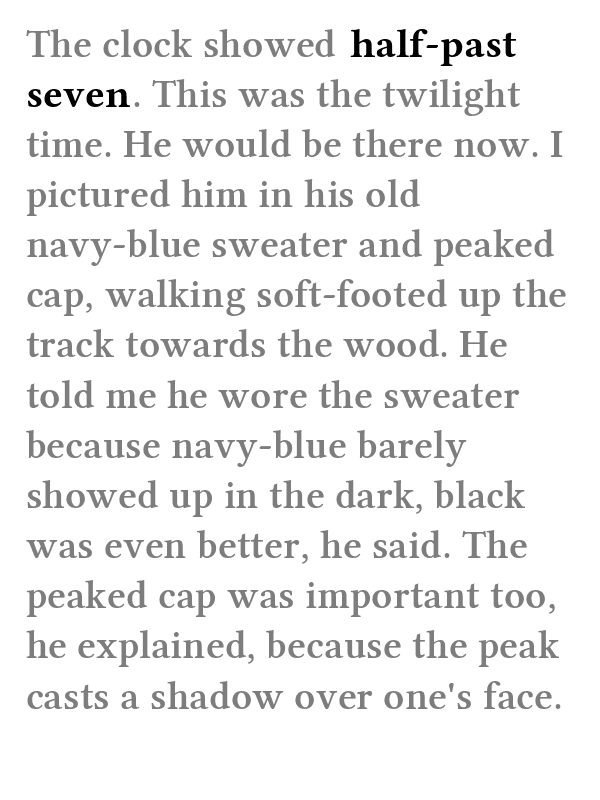 The clock showed half-past
seven. This was the twilight
time. He would be there now. I
pictured him in his old
navy-blue sweater and peaked
cap, walking soft-footed up the
track towards the wood. He
told me he wore the sweater
because navy-blue barely
showed up in the dark, black
was even better, he said. The
peaked cap was important too,
he explained, because the peak
casts a shadow over one's face.